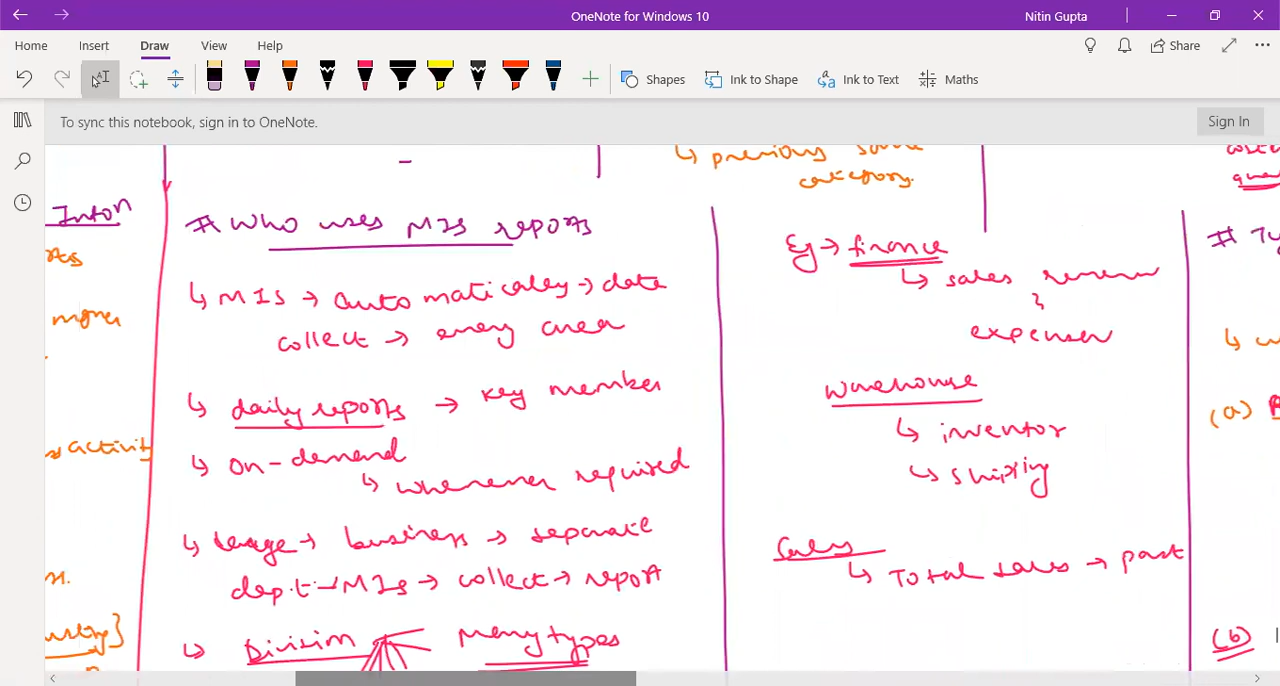 OneNote for Windows 10
Nitin Gupta
Home Insert Draw View Help
Share
Shapes
Ink to Shape
Ink to Text
Maths
To sync this notebook, sign in to OneNote.
Sign In
↳ previous same
category.
# Who uses MIS reports
↳ MIS → automatically → data
collect → every area
↳ daily reports → key member
↳ on-demand
↳ whenever required
↳ large → business → separate
dept → MIS → collect → report
↳ Division
Many types
Eg → finance
↳ sales revenue
expenses
Warehouse
↳ inventor
↳ shipping
Sales
↳ Total sales → past
activity
(a)
(b)